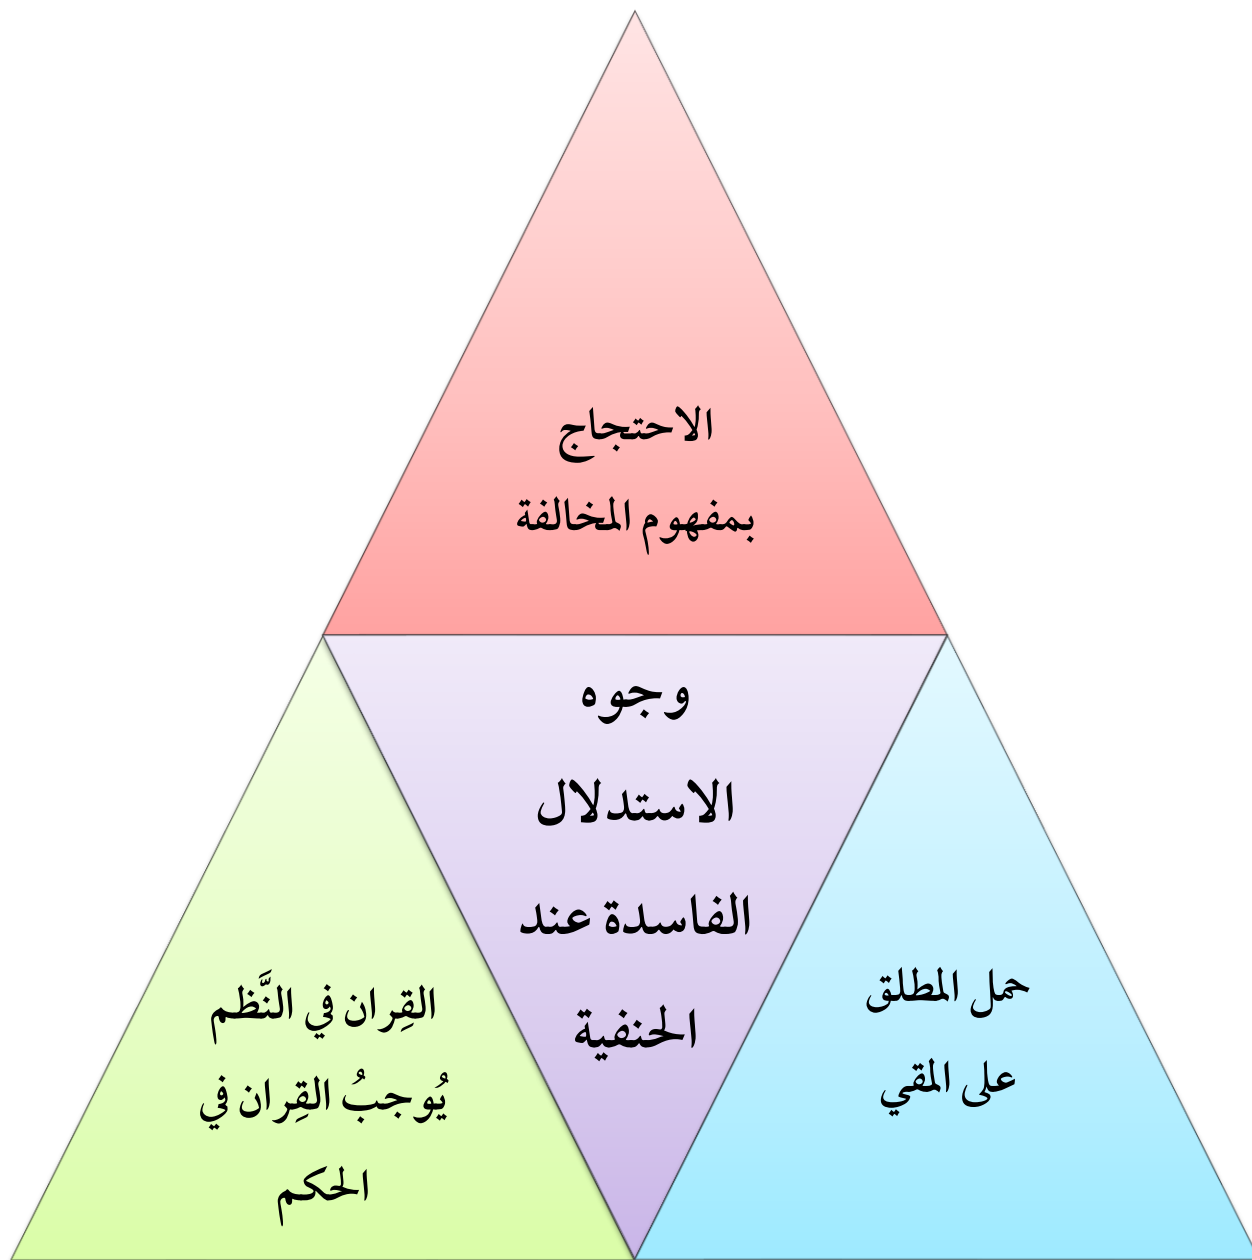 الاحتجاج
بمفهوم المخالفة
وجوه
الاستدلال
الفاسدة عند
الحنفية
حمل المطلق
على المقي
القِران في النَّظم
يُوجبُ القِران في
الحكم